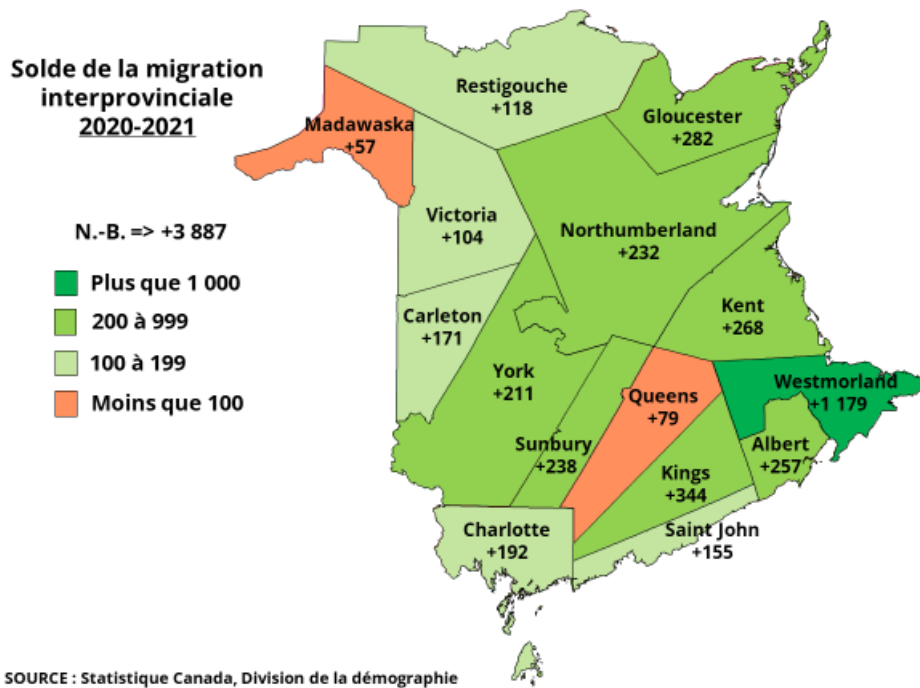 Solde de la migration
interprovinciale
2020-2021
N.-B. => +3 887
Plus que 1 000
200 à 999
100 à 199
Moins que 100
Restigouche
+118
Gloucester
+282
Madawaska
+57
Victoria
+104
Northumberland
+232
Carleton
+171
Kent
+268
York
+211
Westmorland
+1 179
Queens
+79
Sunbury
+238
Albert
+257
Kings
+344
Charlotte
+192
Saint John
+155
SOURCE : Statistique Canada, Division de la démographie